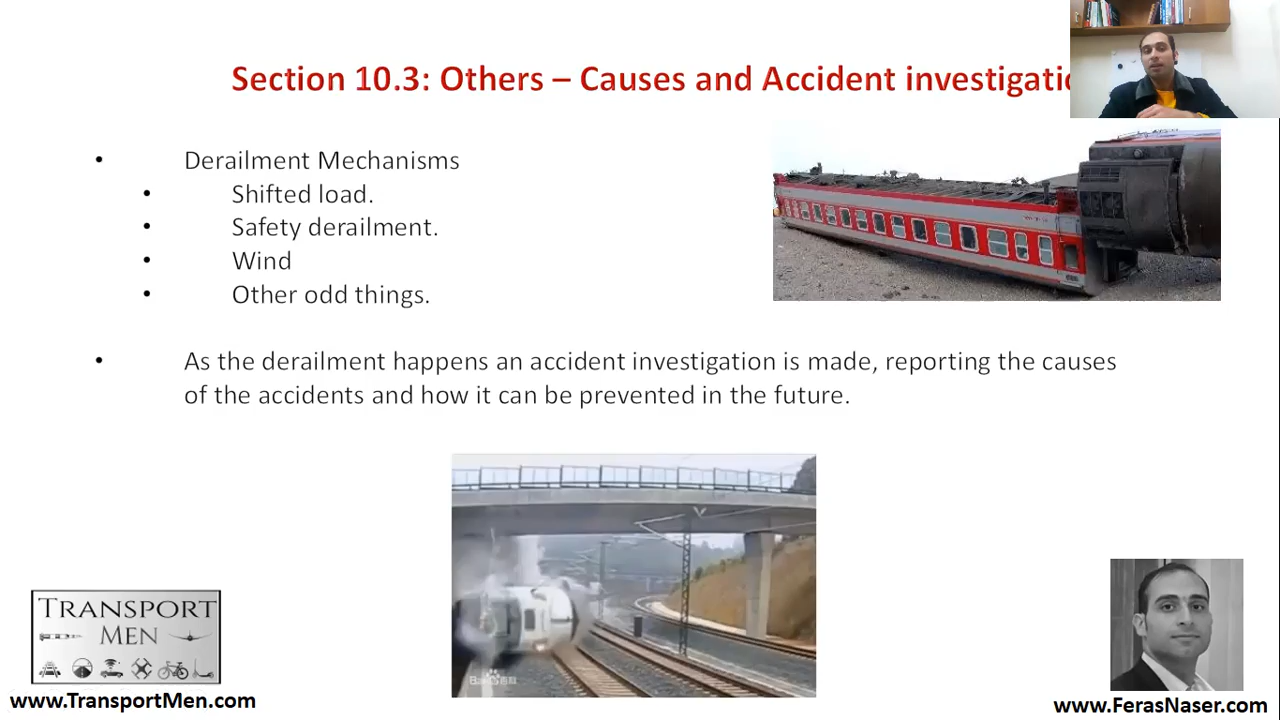 Section 10.3: Others – Causes and Accident investigatio
• Derailment Mechanisms
• Shifted load.
• Safety derailment.
• Wind
• Other odd things.
• As the derailment happens an accident investigation is made, reporting the causes
of the accidents and how it can be prevented in the future.
TRANSPORT
MEN
www.TransportMen.com
www.FerasNaser.com